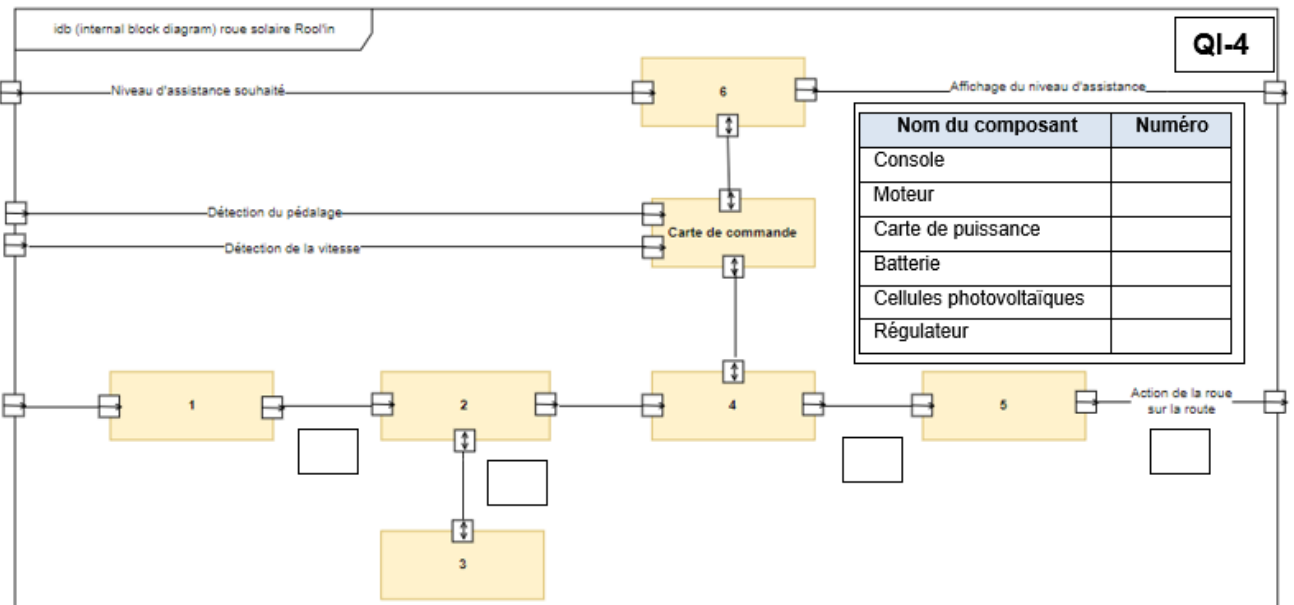 idb (internal block diagram) roue solaire Rool'in
QI-4
Niveau d'assistance souhaité
6
Affichage du niveau d'assistance
Nom du composant Numéro
Console
Moteur
Carte de puissance
Batterie
Cellules photovoltaïques
Régulateur
Détection du pédalage
Carte de commande
Détection de la vitesse
1
2
4
5
Action de la roue
sur la route
3